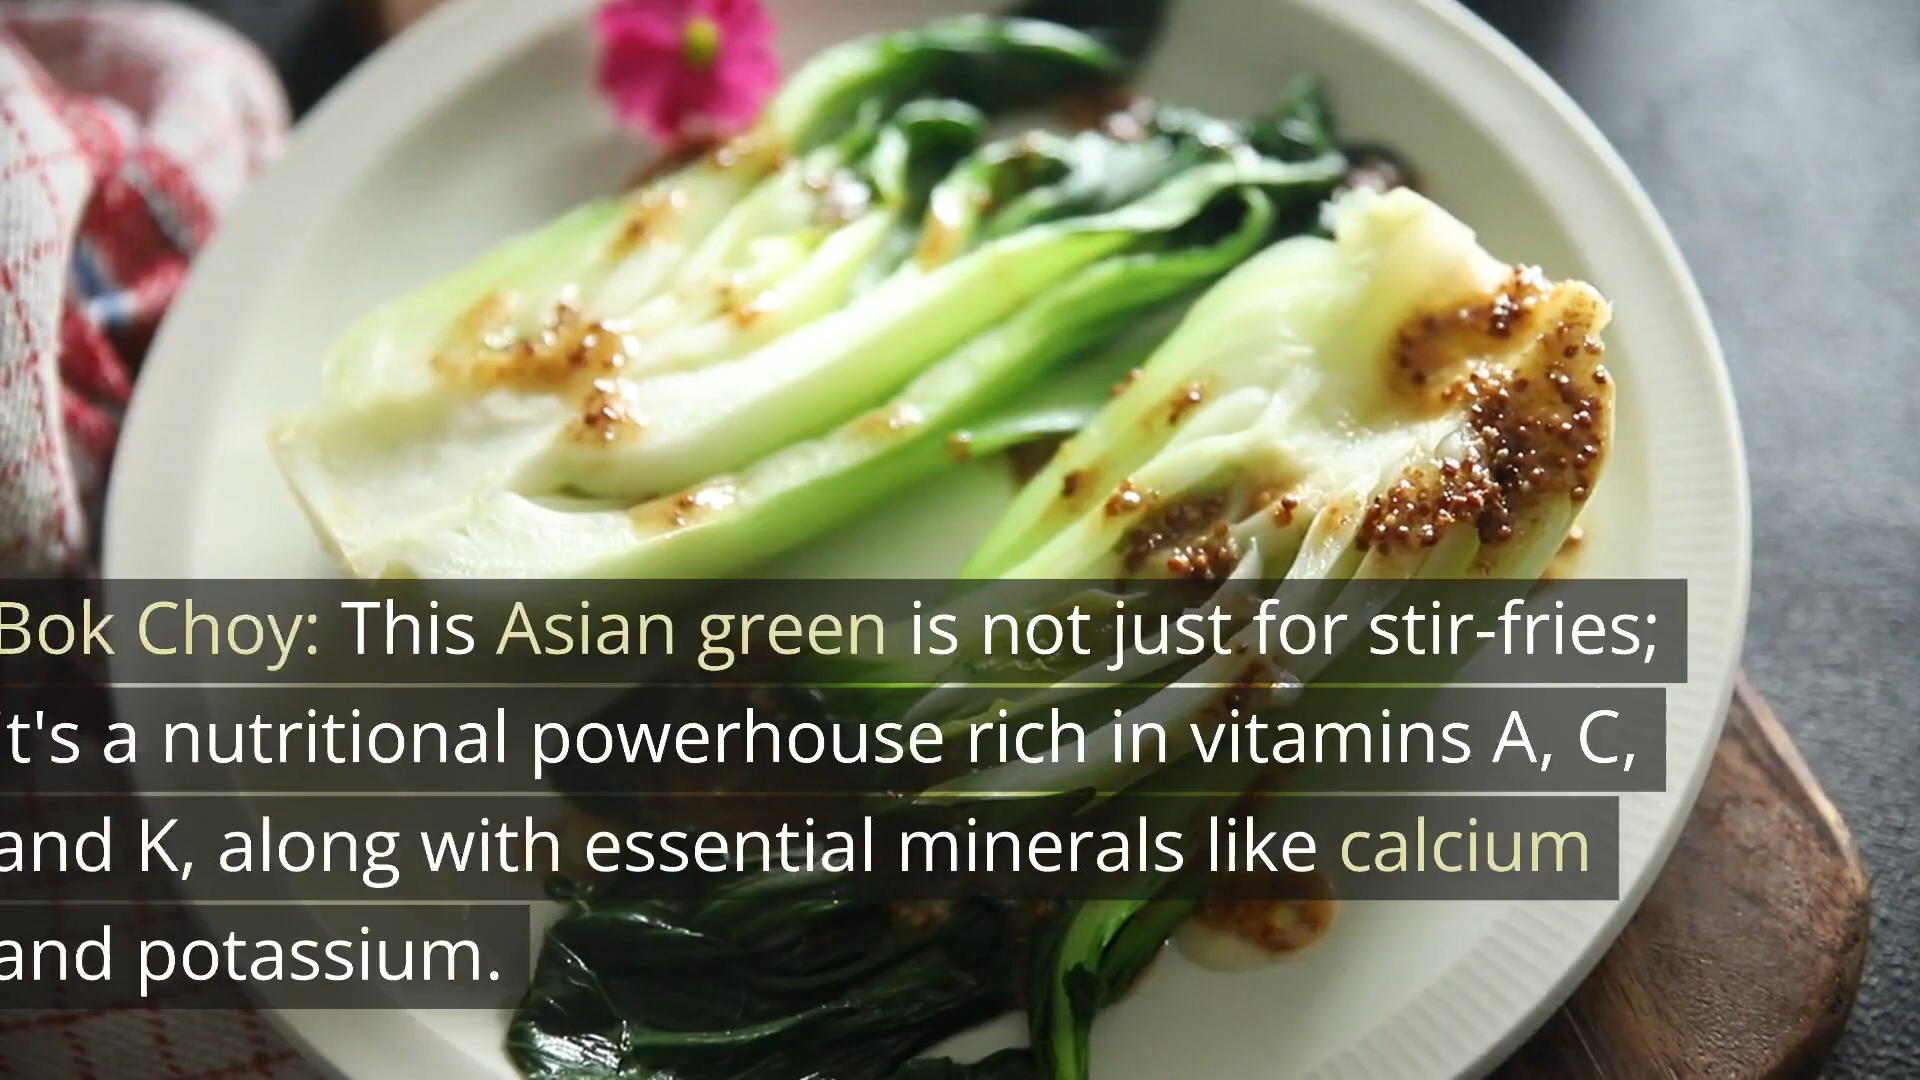 Bok Choy: This Asian green is not just for stir-fries;
it's a nutritional powerhouse rich in vitamins A, C,
and K, along with essential minerals like calcium
and potassium.